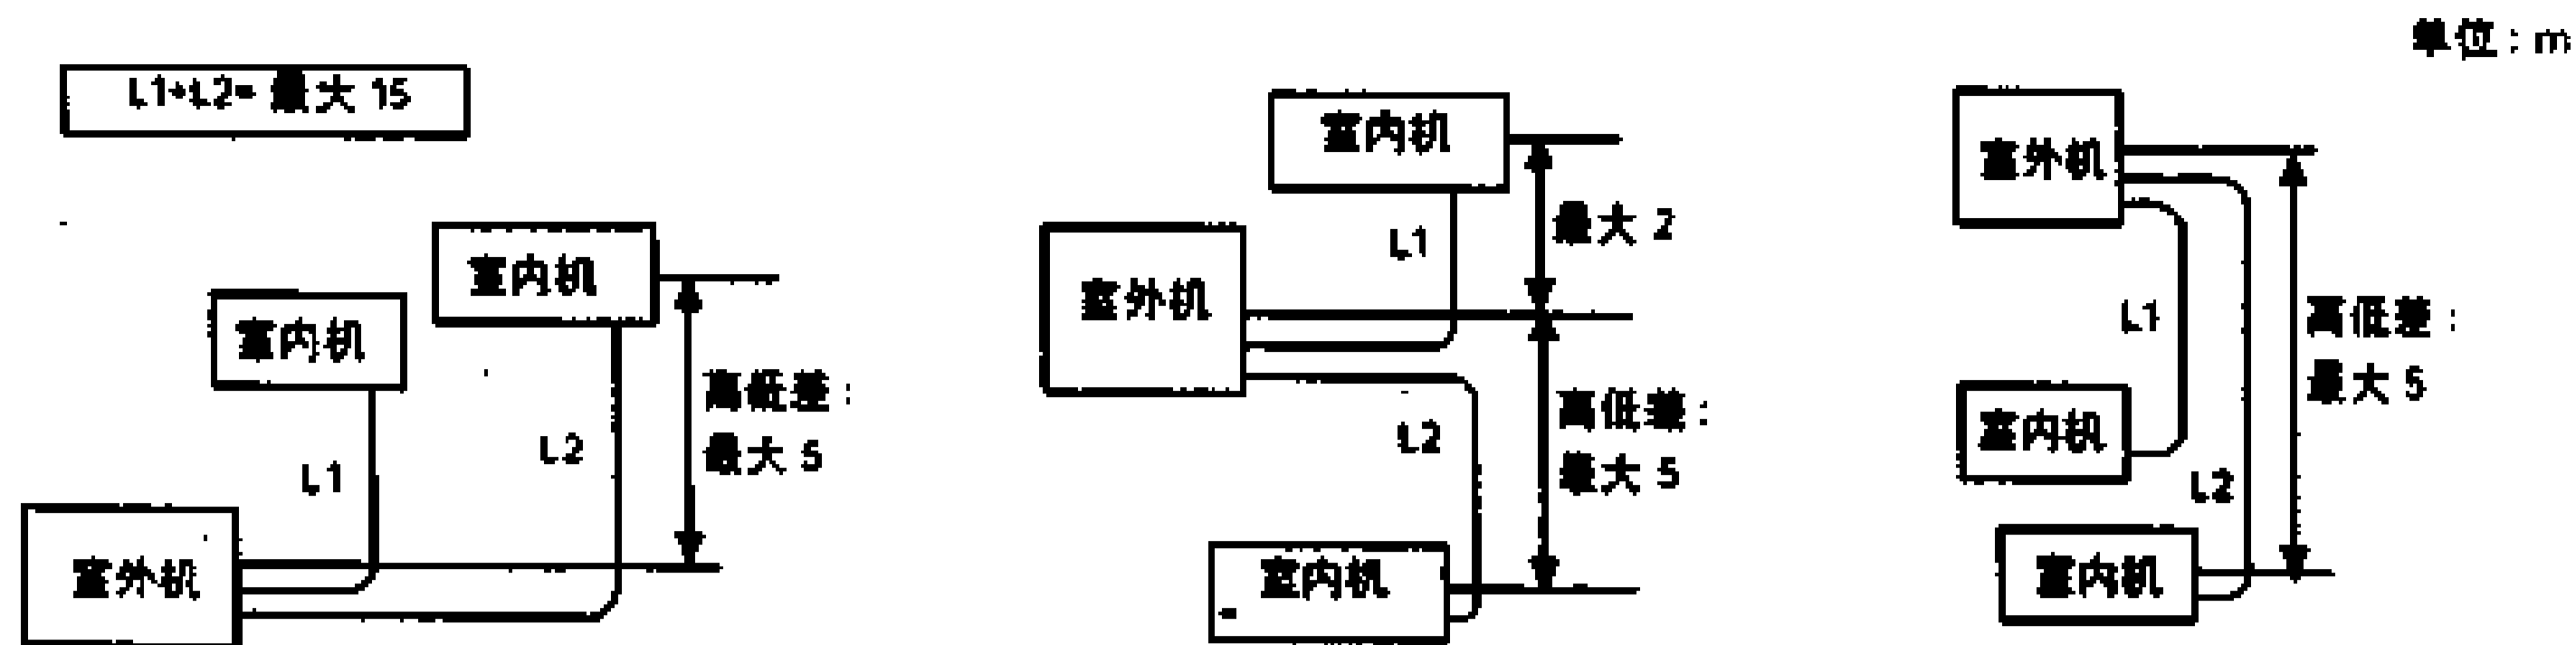 单位：m
L1+L2= 最大 15
室内机
室内机
L1
L2
高低差：
最大 5
室外机
室内机
最大 2
L1
室外机
高低差：
最大 5
L2
室内机
室外机
L1
高低差：
最大 5
室内机
L2
室内机